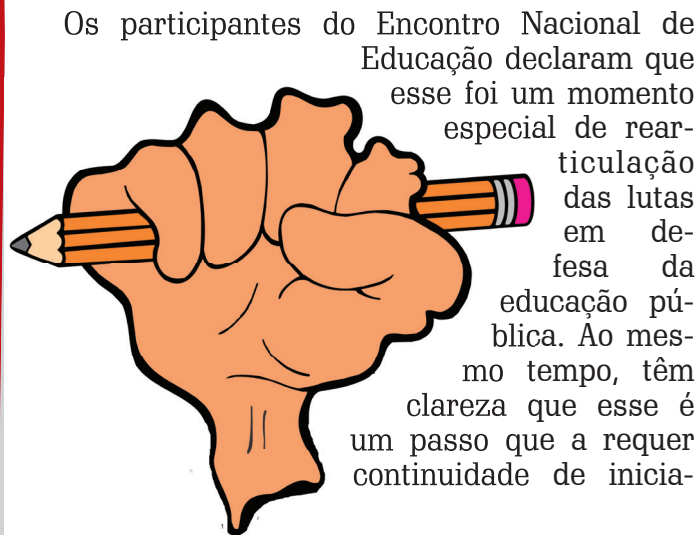 Os participantes do Encontro Nacional de
Educação declaram que
esse foi um momento
especial de rear-
ticulação
das lutas
em de-
fesa da
educação pú-
blica. Ao mes-
mo tempo, têm
clareza que esse é
um passo que a requer
continuidade de inicia-